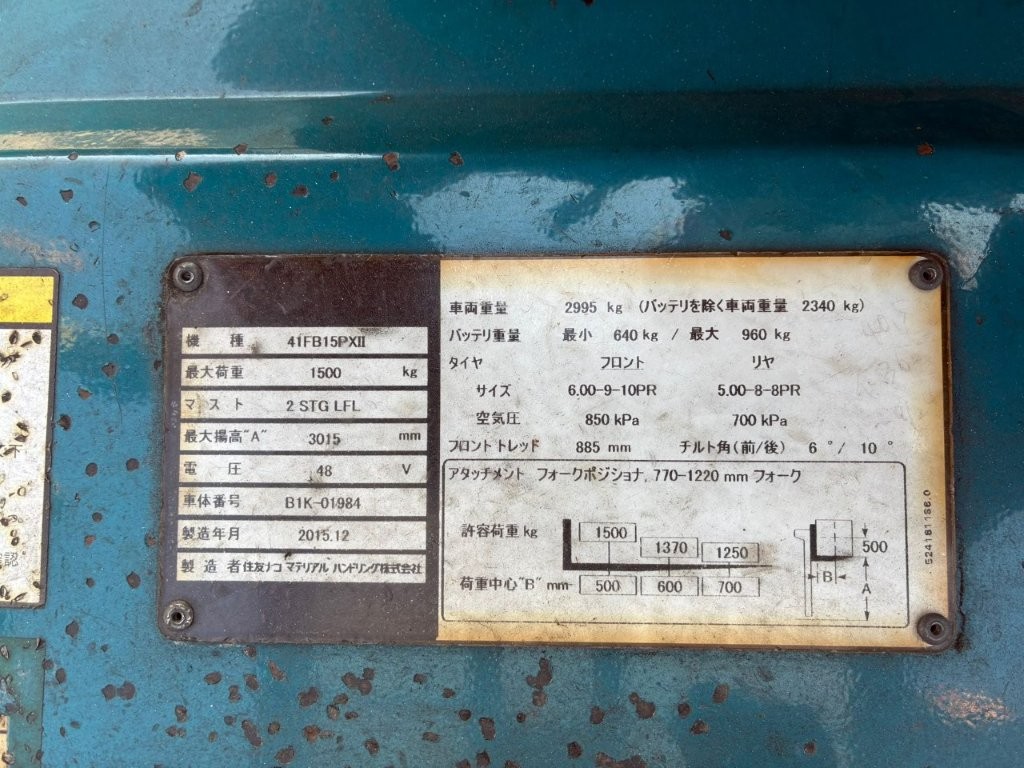 機 種 41FB15PXII
最大荷重 1500 kg
マスト 2 STG LFL
最大揚高"A" 3015 mm
電 圧 48 V
車体番号 B1K-01984
製造年月 2015.12
製造者 住友ナコ マテリアル ハンドリング株式会社
車両重量 2995 kg (バッテリを除く車両重量 2340 kg)
バッテリ重量 最小 640 kg / 最大 960 kg
タイヤ フロント リヤ
サイズ 6.00-9-10PR 5.00-8-8PR
空気圧 850 kPa 700 kPa
フロント トレッド 885 mm チルト角(前/後) 6 °/ 10 °
アタッチメント フォークポジショナ, 770-1220 mm フォーク
許容荷重 kg 1500 1370 1250
荷重中心"B" mm 500 600 700
500
B
A
524181186.0
認